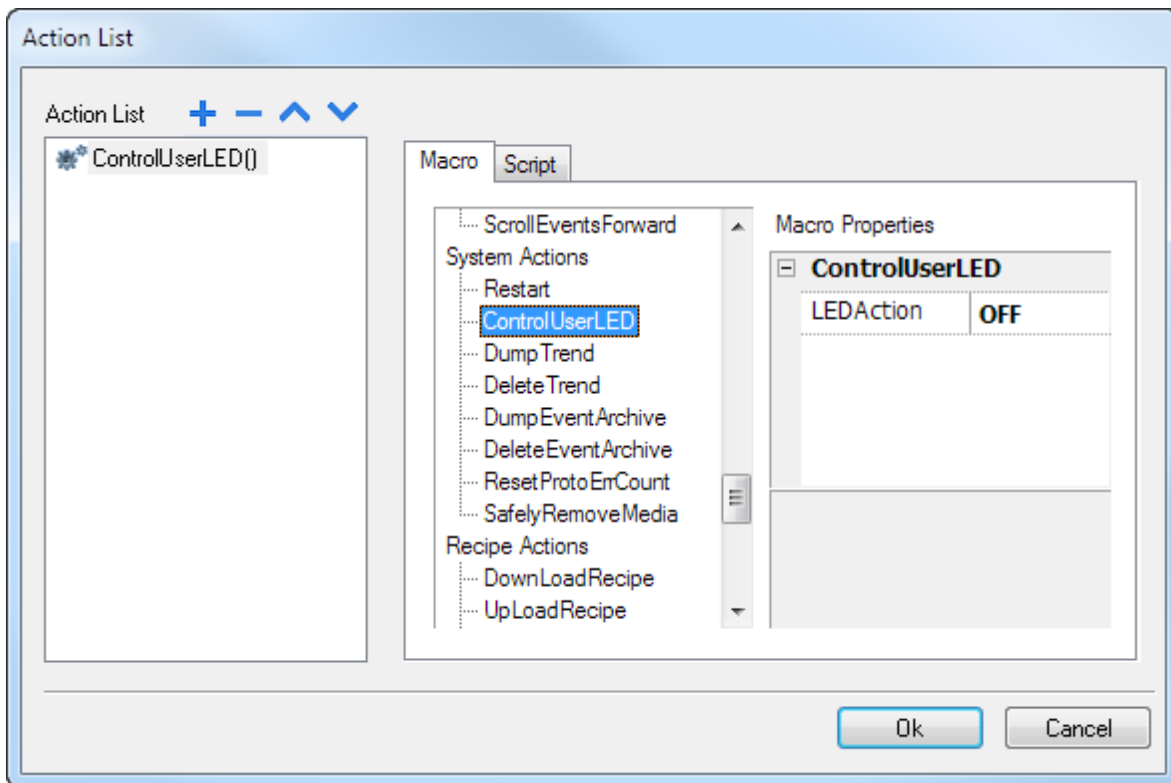 Action List
Action List
ControlUserLED()
Macro
Script
ScrollEventsForward
System Actions
Restart
ControlUserLED
DumpTrend
DeleteTrend
DumpEventArchive
DeleteEventArchive
ResetProtoErrCount
SafelyRemoveMedia
Recipe Actions
DownLoadRecipe
UpLoadRecipe
Macro Properties
ControlUserLED
LEDAction OFF
Ok Cancel